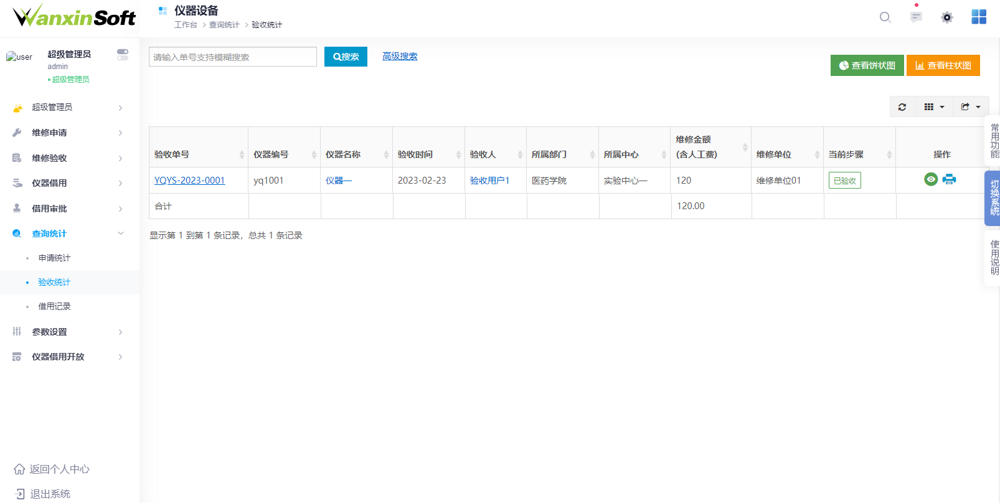 WanxinSoft
仪器设备
工作台 > 查询统计 > 验收统计
user
超级管理员
admin
超级管理员
超级管理员
维修申请
维修验收
仪器借用
借用审批
查询统计
申请统计
验收统计
借用记录
参数设置
仪器借用开放
返回个人中心
退出系统
请输入单号支持模糊搜索
搜索
高级搜索
查看饼状图
查看柱状图
验收单号 仪器编号 仪器名称 验收时间 验收人 所属部门 所属中心 维修金额 (含人工费) 维修单位 当前步骤 操作
YQYS-2023-0001 yq1001 仪器一 2023-02-23 验收用户1 医药学院 实验中心一 120 维修单位01 已验收
合计 120.00
显示第 1 到第 1 条记录，总共 1 条记录
常用功能
切换系统
使用说明